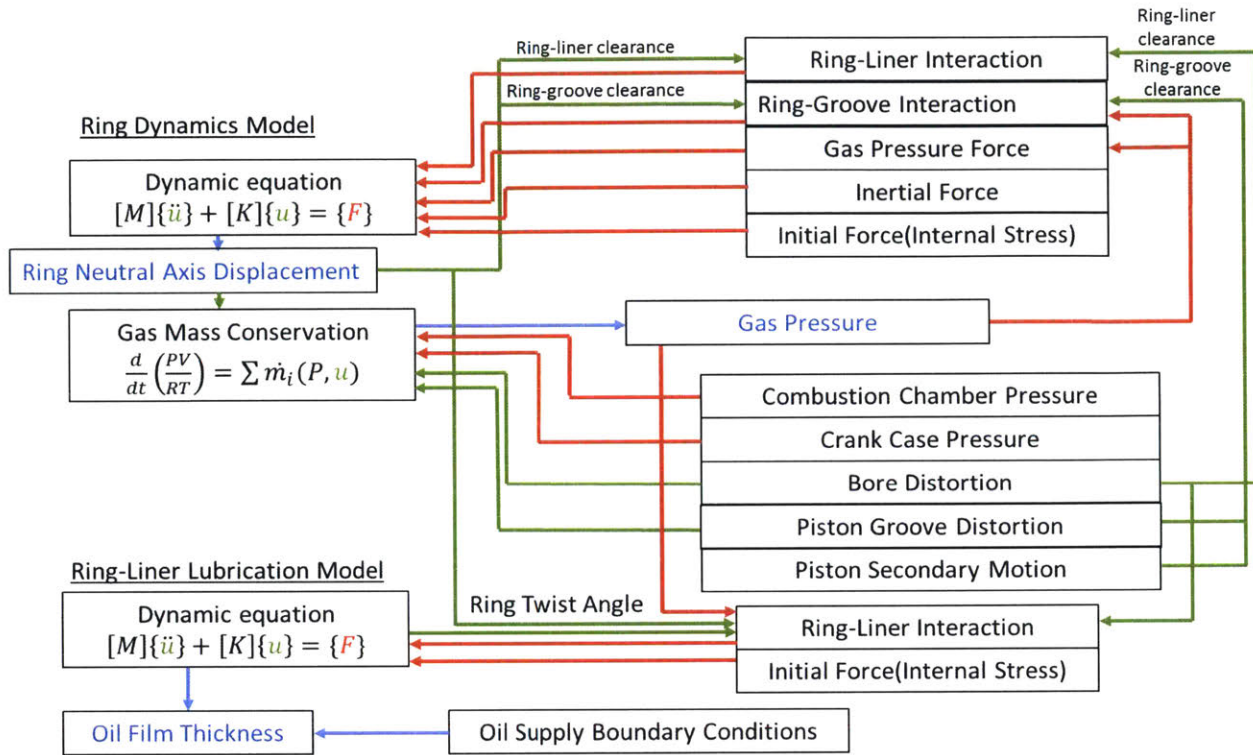 Ring-liner clearance
Ring-liner
clearance
Ring-Liner Interaction
Ring-groove clearance
Ring-groove
clearance
Ring-Groove Interaction
Ring Dynamics Model
Gas Pressure Force
Dynamic equation
[M]{ü} + [K]{u} = {F}
Inertial Force
Initial Force(Internal Stress)
Ring Neutral Axis Displacement
Gas Mass Conservation
d/dt (PV/RT) = ∑ ṁᵢ(P, u)
Gas Pressure
Combustion Chamber Pressure
Crank Case Pressure
Bore Distortion
Piston Groove Distortion
Piston Secondary Motion
Ring-Liner Lubrication Model
Dynamic equation
[M]{ü} + [K]{u} = {F}
Ring Twist Angle
Ring-Liner Interaction
Initial Force(Internal Stress)
Oil Film Thickness
Oil Supply Boundary Conditions